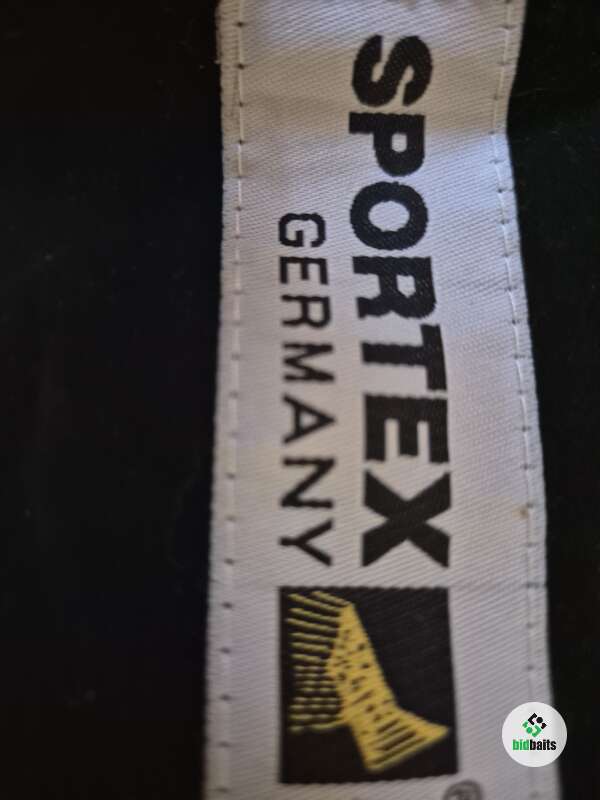 SPORTEX
GERMANY
®
bidbaits